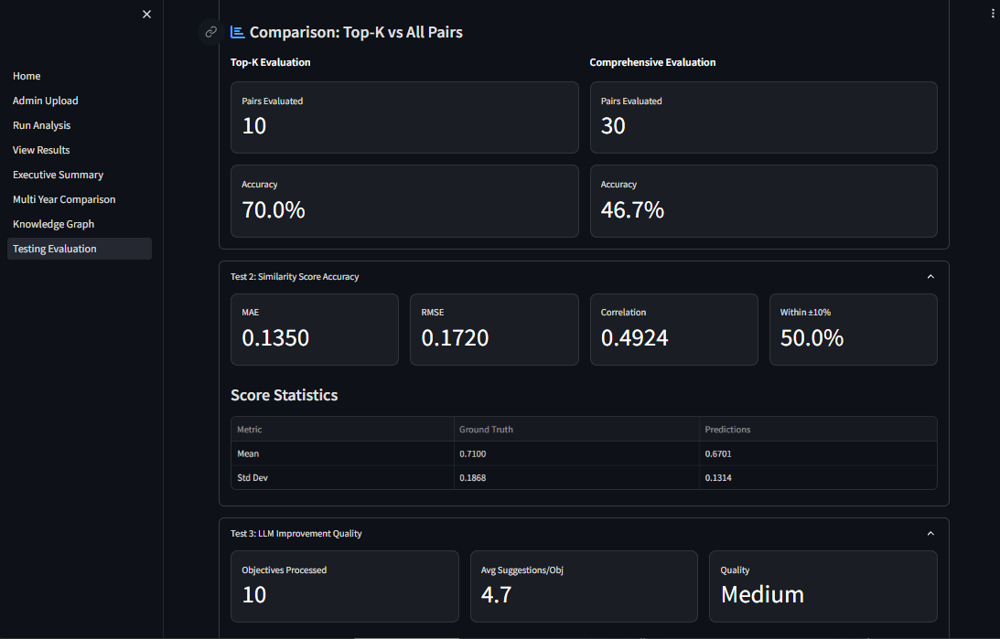 Home
Admin Upload
Run Analysis
View Results
Executive Summary
Multi Year Comparison
Knowledge Graph
Testing Evaluation
Comparison: Top-K vs All Pairs
Top-K Evaluation
Comprehensive Evaluation
Pairs Evaluated
10
Pairs Evaluated
30
Accuracy
70.0%
Accuracy
46.7%
Test 2: Similarity Score Accuracy
MAE
0.1350
RMSE
0.1720
Correlation
0.4924
Within ±10%
50.0%
Score Statistics
Metric Ground Truth Predictions
Mean 0.7100 0.6701
Std Dev 0.1868 0.1314
Test 3: LLM Improvement Quality
Objectives Processed
10
Avg Suggestions/Obj
4.7
Quality
Medium